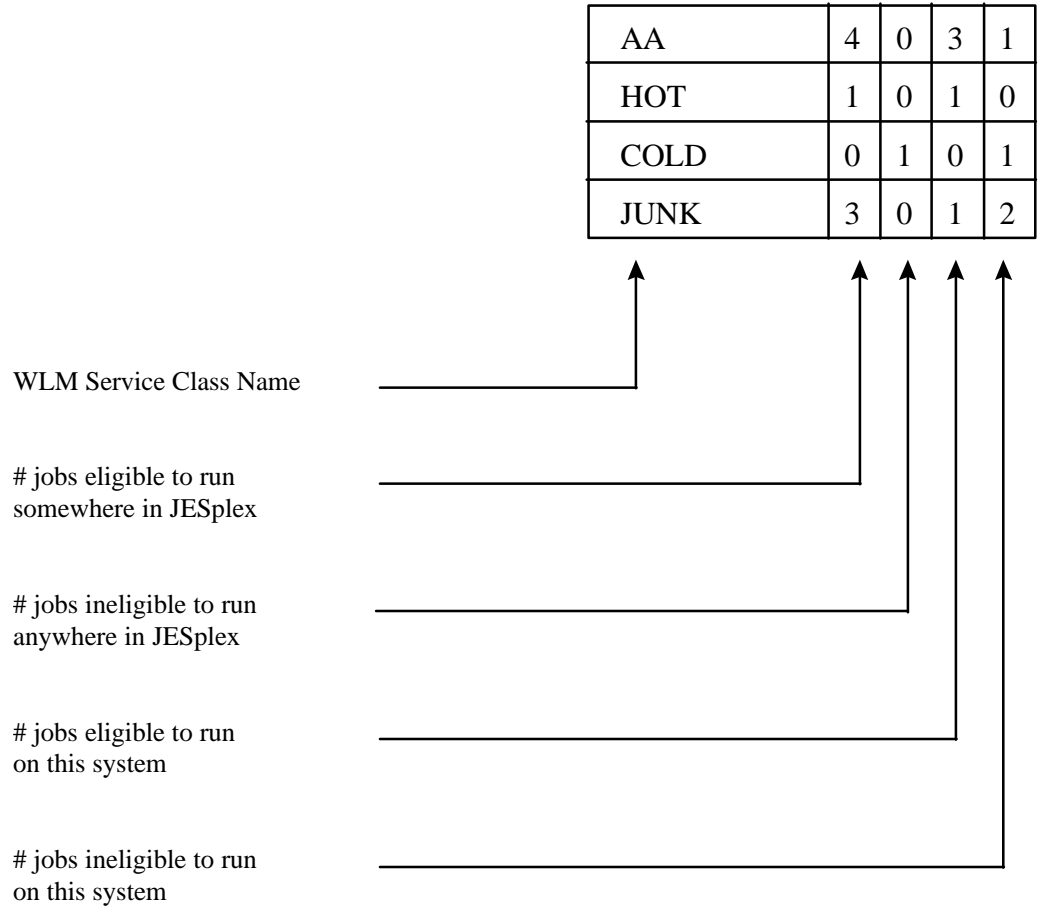 AA 4 0 3 1
HOT 1 0 1 0
COLD 0 1 0 1
JUNK 3 0 1 2
WLM Service Class Name
# jobs eligible to run
somewhere in JESplex
# jobs ineligible to run
anywhere in JESplex
# jobs eligible to run
on this system
# jobs ineligible to run
on this system